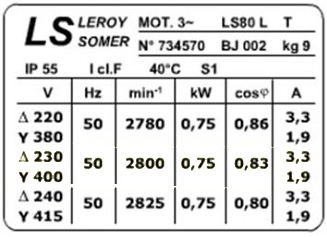 LS LEROY SOMER MOT. 3~ LS80 L T
N° 734570 BJ 002 kg 9
IP 55 I cl.F 40°C S1
V Hz min-1 kW cosφ A
Δ 220 50 2780 0,75 0,86 3,3
Y 380 1,9
Δ 230 50 2800 0,75 0,83 3,3
Y 400 1,9
Δ 240 50 2825 0,75 0,80 3,3
Y 415 1,9